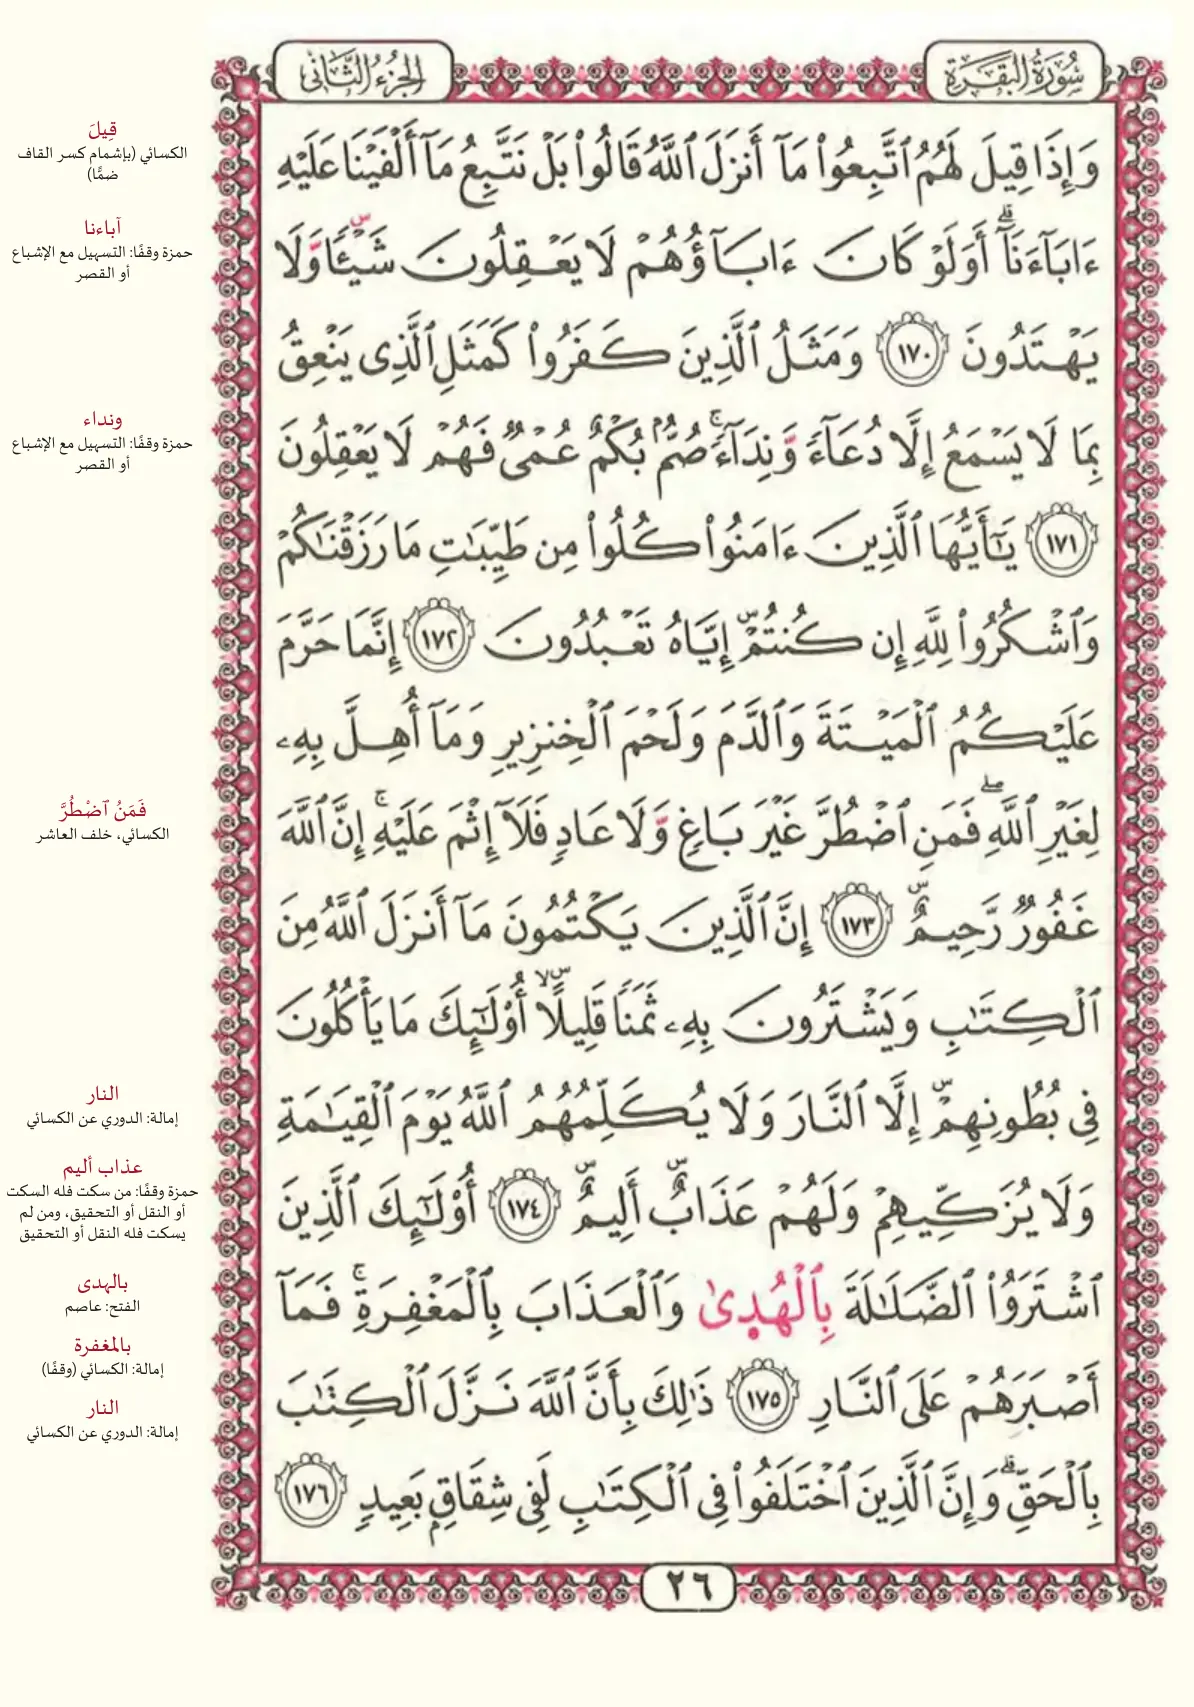 سُورَةُ البَقَرَةِ
الجُزءُ الثَّانِي
وَإِذَا قِيلَ لَهُمُ ٱتَّبِعُوا۟ مَآ أَنزَلَ ٱللَّهُ قَالُوا۟ بَلۡ نَتَّبِعُ مَآ أَلۡفَيۡنَا عَلَيۡهِ
ءَابَآءَنَآۗ أَوَلَوۡ كَانَ ءَابَآؤُهُمۡ لَا يَعۡقِلُونَ شَيۡـًٔا وَلَا
يَهۡتَدُونَ ١٧٠ وَمَثَلُ ٱلَّذِينَ كَفَرُوا۟ كَمَثَلِ ٱلَّذِى يَنۡعِقُ
بِمَا لَا يَسۡمَعُ إِلَّا دُعَآءً وَنِدَآءًۚ صُمُّۢ بُكۡمٌ عُمۡىٌ فَهُمۡ لَا يَعۡقِلُونَ
١٧١ يَـٰٓأَيُّهَا ٱلَّذِينَ ءَامَنُوا۟ كُلُوا۟ مِن طَيِّبَـٰتِ مَا رَزَقۡنَـٰكُمۡ
وَٱشۡكُرُوا۟ لِلَّهِ إِن كُنتُمۡ إِيَّاهُ تَعۡبُدُونَ ١٧٢ إِنَّمَا حَرَّمَ
عَلَيۡكُمُ ٱلۡمَيۡتَةَ وَٱلدَّمَ وَلَحۡمَ ٱلۡخِنزِيرِ وَمَآ أُهِلَّ بِهِۦ
لِغَيۡرِ ٱللَّهِۖ فَمَنِ ٱضۡطُرَّ غَيۡرَ بَاغٍ وَلَا عَادٍ فَلَآ إِثۡمَ عَلَيۡهِۚ إِنَّ ٱللَّهَ
غَفُورٌ رَّحِيمٌ ١٧٣ إِنَّ ٱلَّذِينَ يَكۡتُمُونَ مَآ أَنزَلَ ٱللَّهُ مِنَ
ٱلۡكِتَـٰبِ وَيَشۡتَرُونَ بِهِۦ ثَمَنًا قَلِيلًاۙ أُو۟لَـٰٓئِكَ مَا يَأۡكُلُونَ
فِى بُطُونِهِمۡ إِلَّا ٱلنَّارَ وَلَا يُكَلِّمُهُمُ ٱللَّهُ يَوۡمَ ٱلۡقِيَـٰمَةِ
وَلَا يُزَكِّيهِمۡ وَلَهُمۡ عَذَابٌ أَلِيمٌ ١٧٤ أُو۟لَـٰٓئِكَ ٱلَّذِينَ
ٱشۡتَرَوُا۟ ٱلضَّلَـٰلَةَ بِٱلۡهُدٜىٰ وَٱلۡعَذَابَ بِٱلۡمَغۡفِرَةِۚ فَمَآ
أَصۡبَرَهُمۡ عَلَى ٱلنَّارِ ١٧٥ ذَٰلِكَ بِأَنَّ ٱللَّهَ نَزَّلَ ٱلۡكِتَـٰبَ
بِٱلۡحَقِّۗ وَإِنَّ ٱلَّذِينَ ٱخۡتَلَفُوا۟ فِى ٱلۡكِتَـٰبِ لَفِى شِقَاقِۭ بَعِيدٍ ١٧٦
٢٦
قِيلَ
الكسائي (بإشمام كسر القاف
ضمًّا)
آباءنا
حمزة وقفًا: التسهيل مع الإشباع
أو القصر
ونداء
حمزة وقفًا: التسهيل مع الإشباع
أو القصر
فَمَنُ ٱضۡطُرَّ
الكسائي، خلف العاشر
النار
إمالة: الدوري عن الكسائي
عذاب أليم
حمزة وقفًا: من سكت فله السكت
أو النقل أو التحقيق، ومن لم
يسكت فله النقل أو التحقيق
بالهدى
الفتح: عاصم
بالمغفرة
إمالة: الكسائي (وقفًا)
النار
إمالة: الدوري عن الكسائي